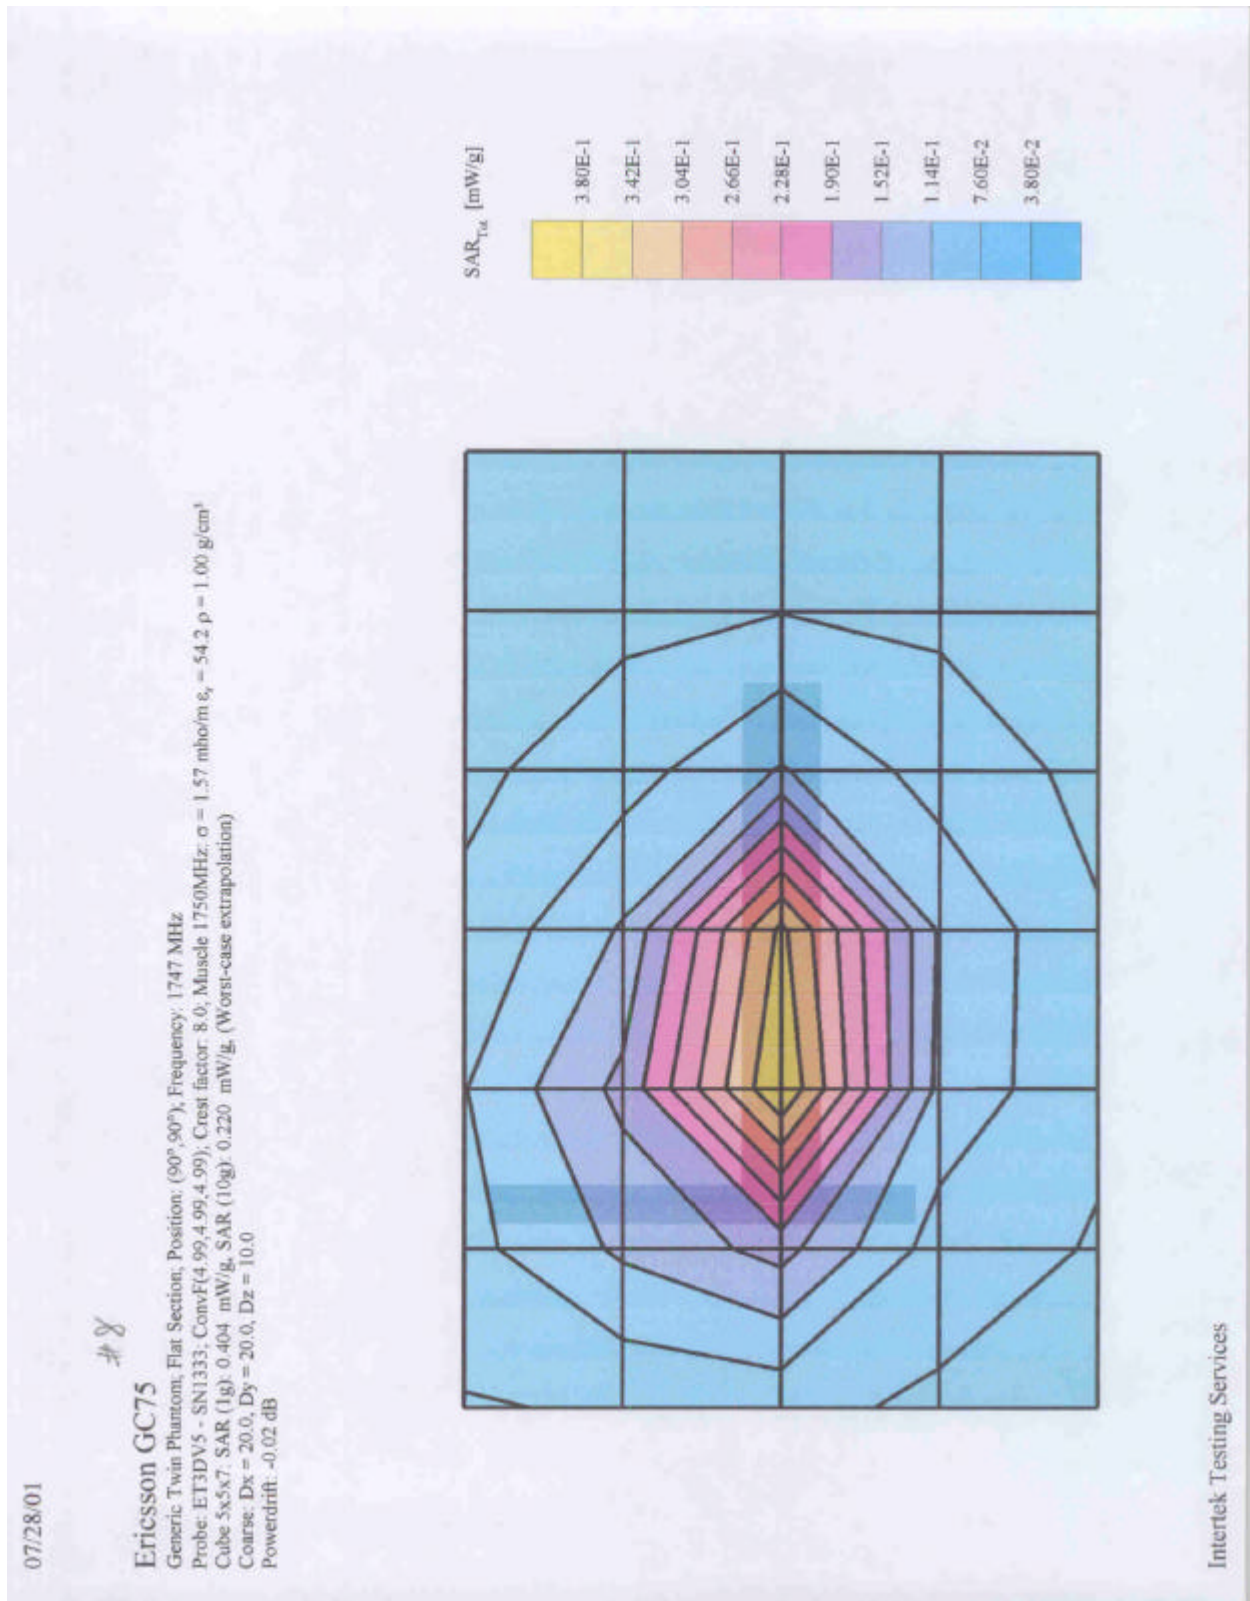 07/28/01
#8
Ericsson GC75
Generic Twin Phantom; Flat Section; Position: (90°,90°); Frequency: 1747 MHz
Probe: ET3DV5 - SN1333; ConvF(4.99,4.99,4.99); Crest factor: 8.0; Muscle 1750MHz: σ = 1.57 mho/m εr = 54.2 ρ = 1.00 g/cm³
Cube 5x5x7: SAR (1g): 0.404 mW/g, SAR (10g): 0.220 mW/g, (Worst-case extrapolation)
Coarse: Dx = 20.0, Dy = 20.0, Dz = 10.0
Powerdrift: -0.02 dB
SARTot [mW/g]
3.80E-1
3.42E-1
3.04E-1
2.66E-1
2.28E-1
1.90E-1
1.52E-1
1.14E-1
7.60E-2
3.80E-2
Intertek Testing Services